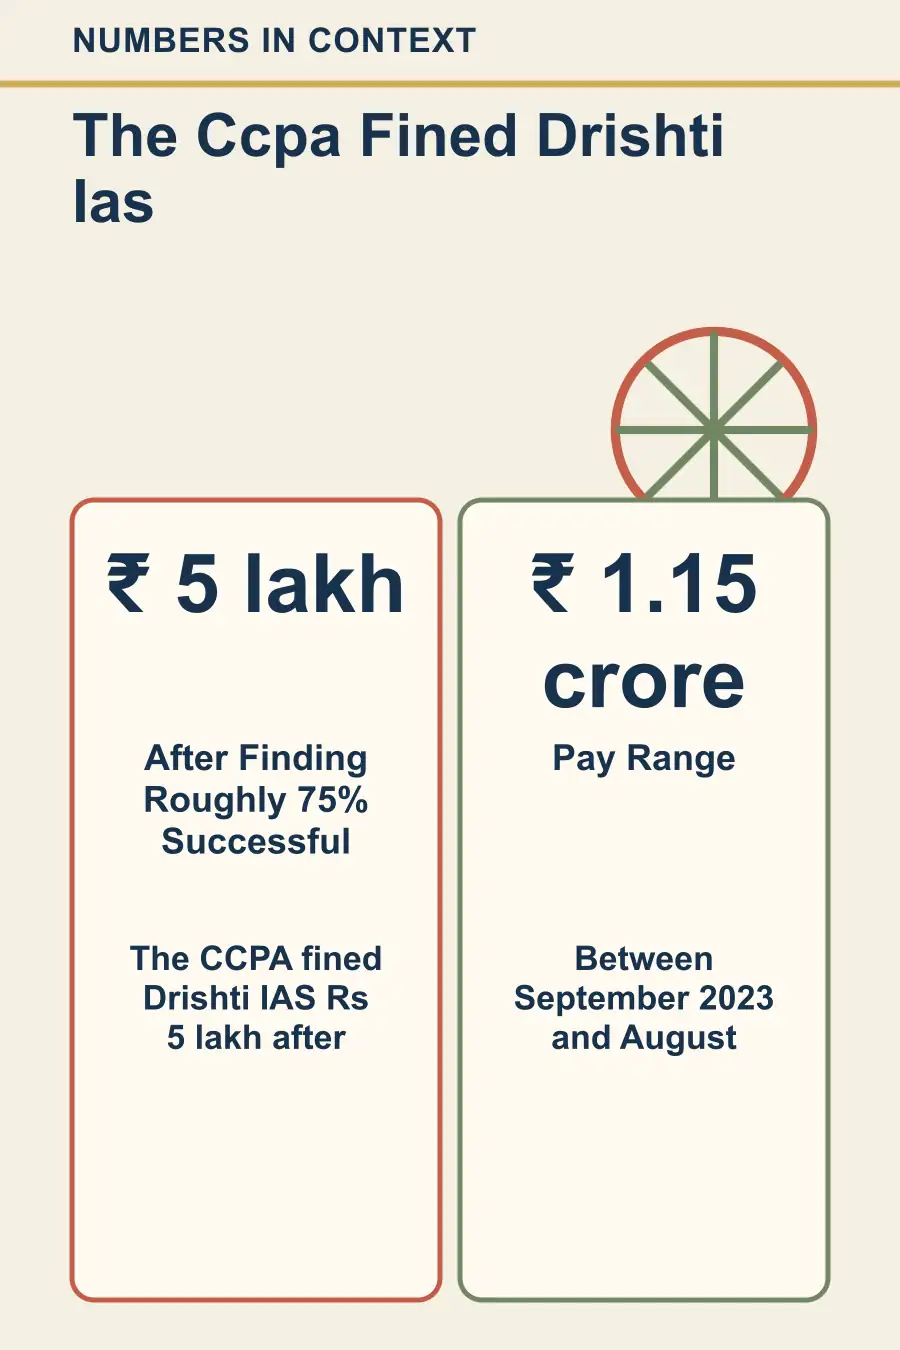 NUMBERS IN CONTEXT
The Ccpa Fined Drishti
Ias
₹ 5 lakh
After Finding
Roughly 75%
Successful
The CCPA fined
Drishti IAS Rs
5 lakh after
₹ 1.15
crore
Pay Range
Between
September 2023
and August